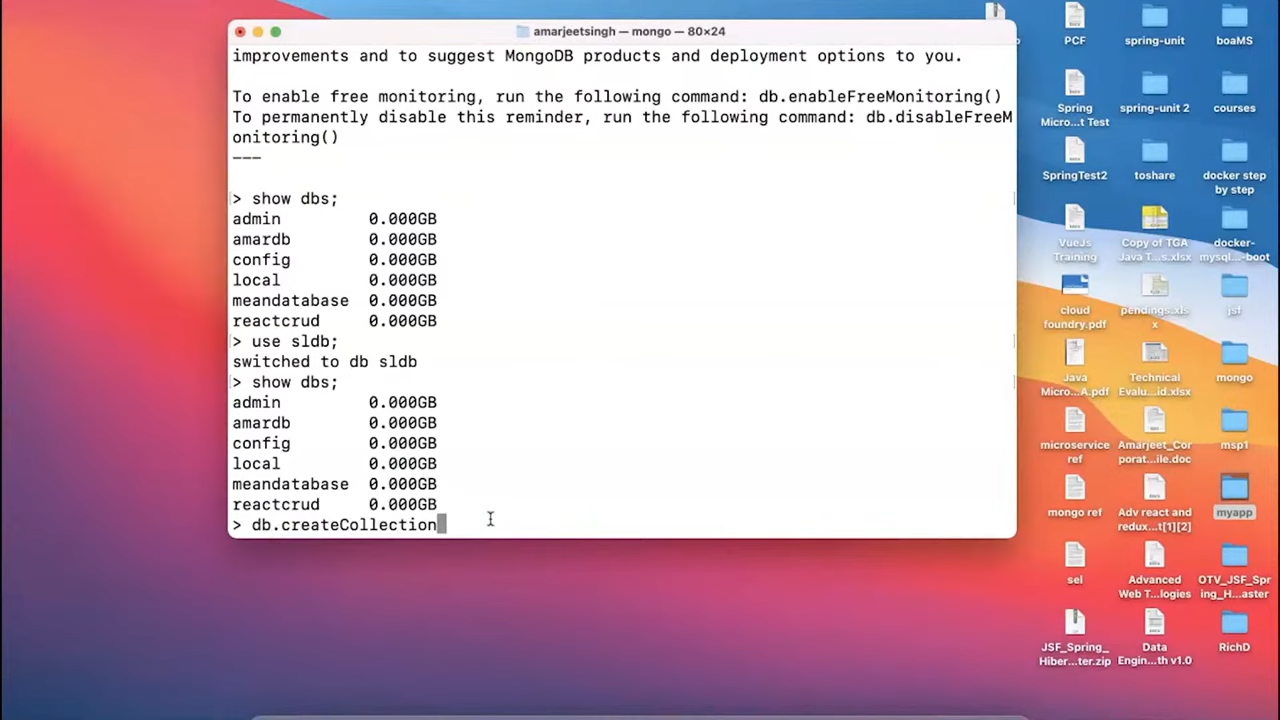 amarjeetsingh — mongo — 80×24
improvements and to suggest MongoDB products and deployment options to you.
To enable free monitoring, run the following command: db.enableFreeMonitoring()
To permanently disable this reminder, run the following command: db.disableFreeM
onitoring()
---
> show dbs;
admin 0.000GB
amardb 0.000GB
config 0.000GB
local 0.000GB
meandatabase 0.000GB
reactcrud 0.000GB
> use sldb;
switched to db sldb
> show dbs;
admin 0.000GB
amardb 0.000GB
config 0.000GB
local 0.000GB
meandatabase 0.000GB
reactcrud 0.000GB
> db.createCollection
PCF
spring-unit
boaMS
Spring
Micro...t Test
spring-unit 2
courses
SpringTest2
toshare
docker step
by step
VueJs
Training
Copy of TGA
Java T...s.xlsx
docker-
mysql...-boot
cloud
foundry.pdf
pendings.xls
x
jsf
Java
Micro...A.pdf
Technical
Evalu...id.xlsx
mongo
microservice
ref
Amarjeet_Cor
porat...ile.doc
msp1
mongo ref
Adv react and
redux...t[1][2]
myapp
sel
Advanced
Web T...logies
OTV_JSF_Spr
ing_H...aster
JSF_Spring_
Hiber...ter.zip
Data
Engin...th v1.0
RichD